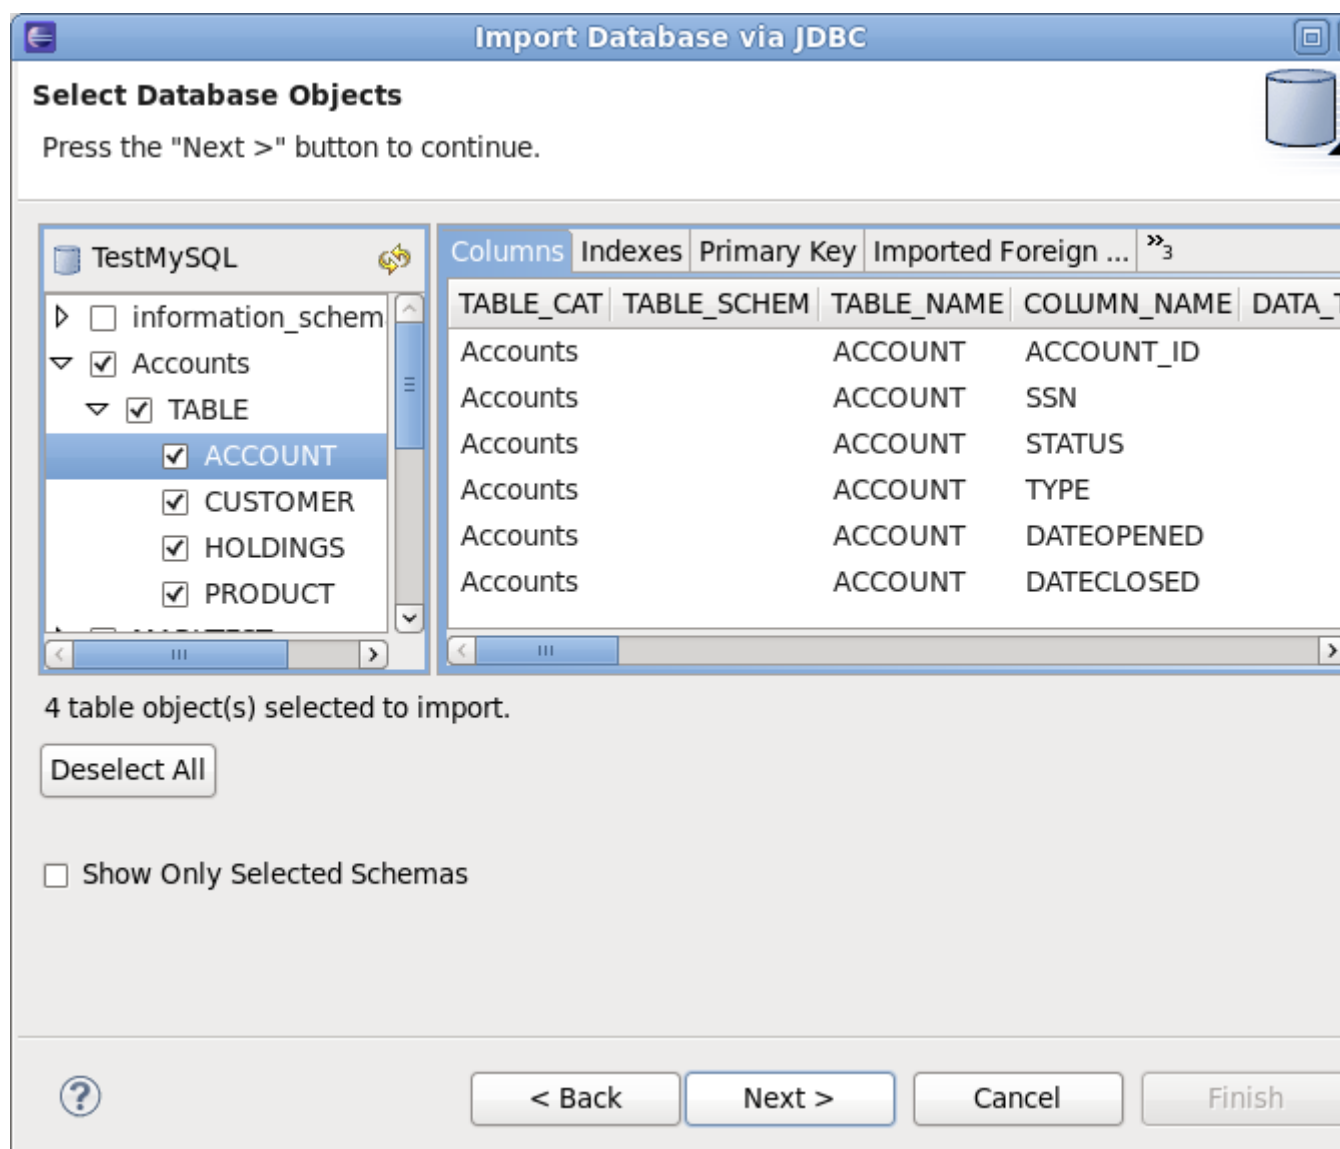 Import Database via JDBC
Select Database Objects
Press the "Next >" button to continue.
TestMySQL
Columns Indexes Primary Key Imported Foreign ... »3
TABLE_CAT TABLE_SCHEM TABLE_NAME COLUMN_NAME DATA_T
information_schem
Accounts
TABLE
ACCOUNT
CUSTOMER
HOLDINGS
PRODUCT
Accounts ACCOUNT ACCOUNT_ID
Accounts ACCOUNT SSN
Accounts ACCOUNT STATUS
Accounts ACCOUNT TYPE
Accounts ACCOUNT DATEOPENED
Accounts ACCOUNT DATECLOSED
4 table object(s) selected to import.
Deselect All
Show Only Selected Schemas
< Back Next > Cancel Finish